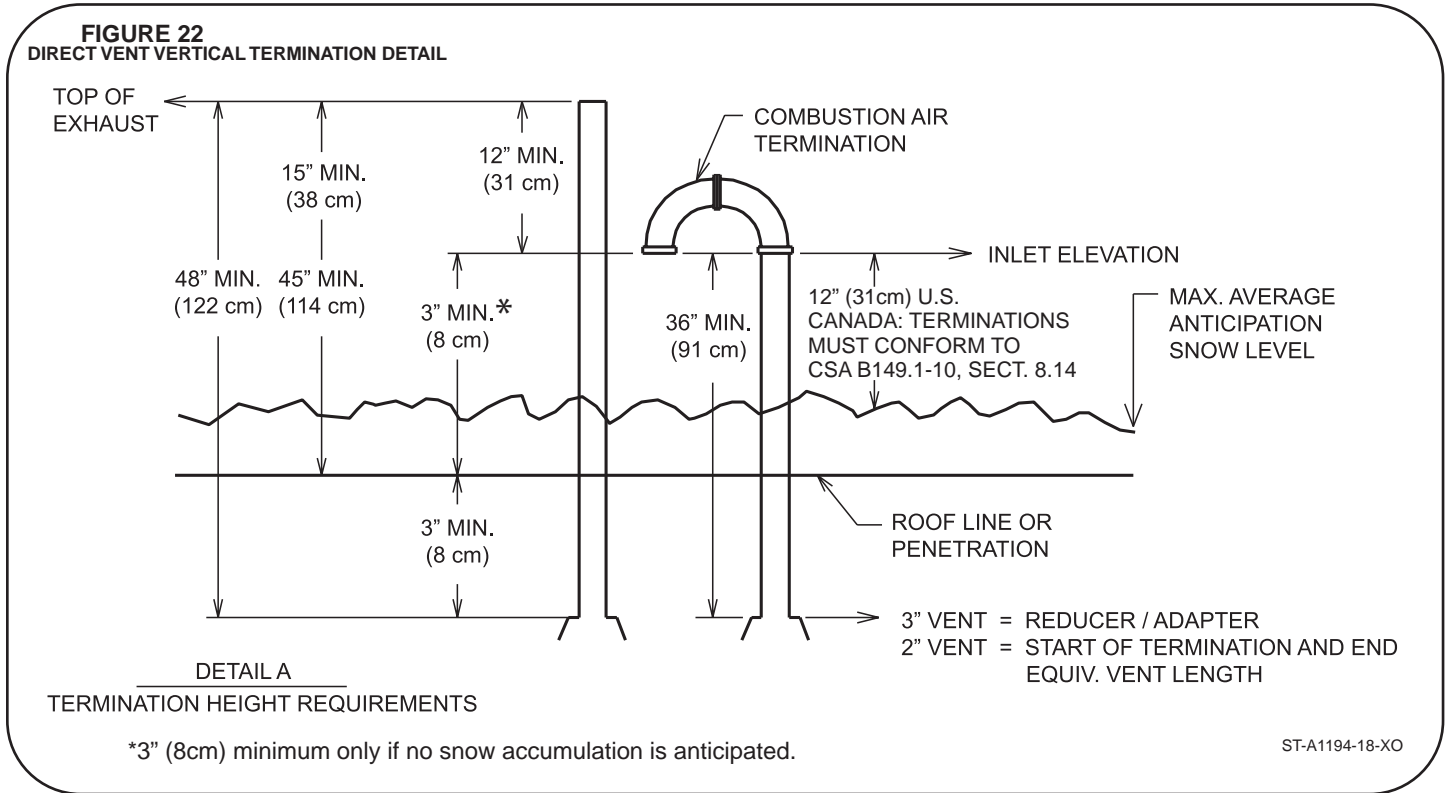 FIGURE 22
DIRECT VENT VERTICAL TERMINATION DETAIL
TOP OF
EXHAUST
15” MIN.
(38 cm)
12” MIN.
(31 cm)
COMBUSTION AIR
TERMINATION
INLET ELEVATION
48” MIN.
(122 cm)
45” MIN.
(114 cm)
3” MIN.*
(8 cm)
36” MIN.
(91 cm)
12” (31cm) U.S.
CANADA: TERMINATIONS
MUST CONFORM TO
CSA B149.1-10, SECT. 8.14
MAX. AVERAGE
ANTICIPATION
SNOW LEVEL
3” MIN.
(8 cm)
ROOF LINE OR
PENETRATION
3” VENT = REDUCER / ADAPTER
2” VENT = START OF TERMINATION AND END
EQUIV. VENT LENGTH
DETAIL A
TERMINATION HEIGHT REQUIREMENTS
*3” (8cm) minimum only if no snow accumulation is anticipated.
ST-A1194-18-XO